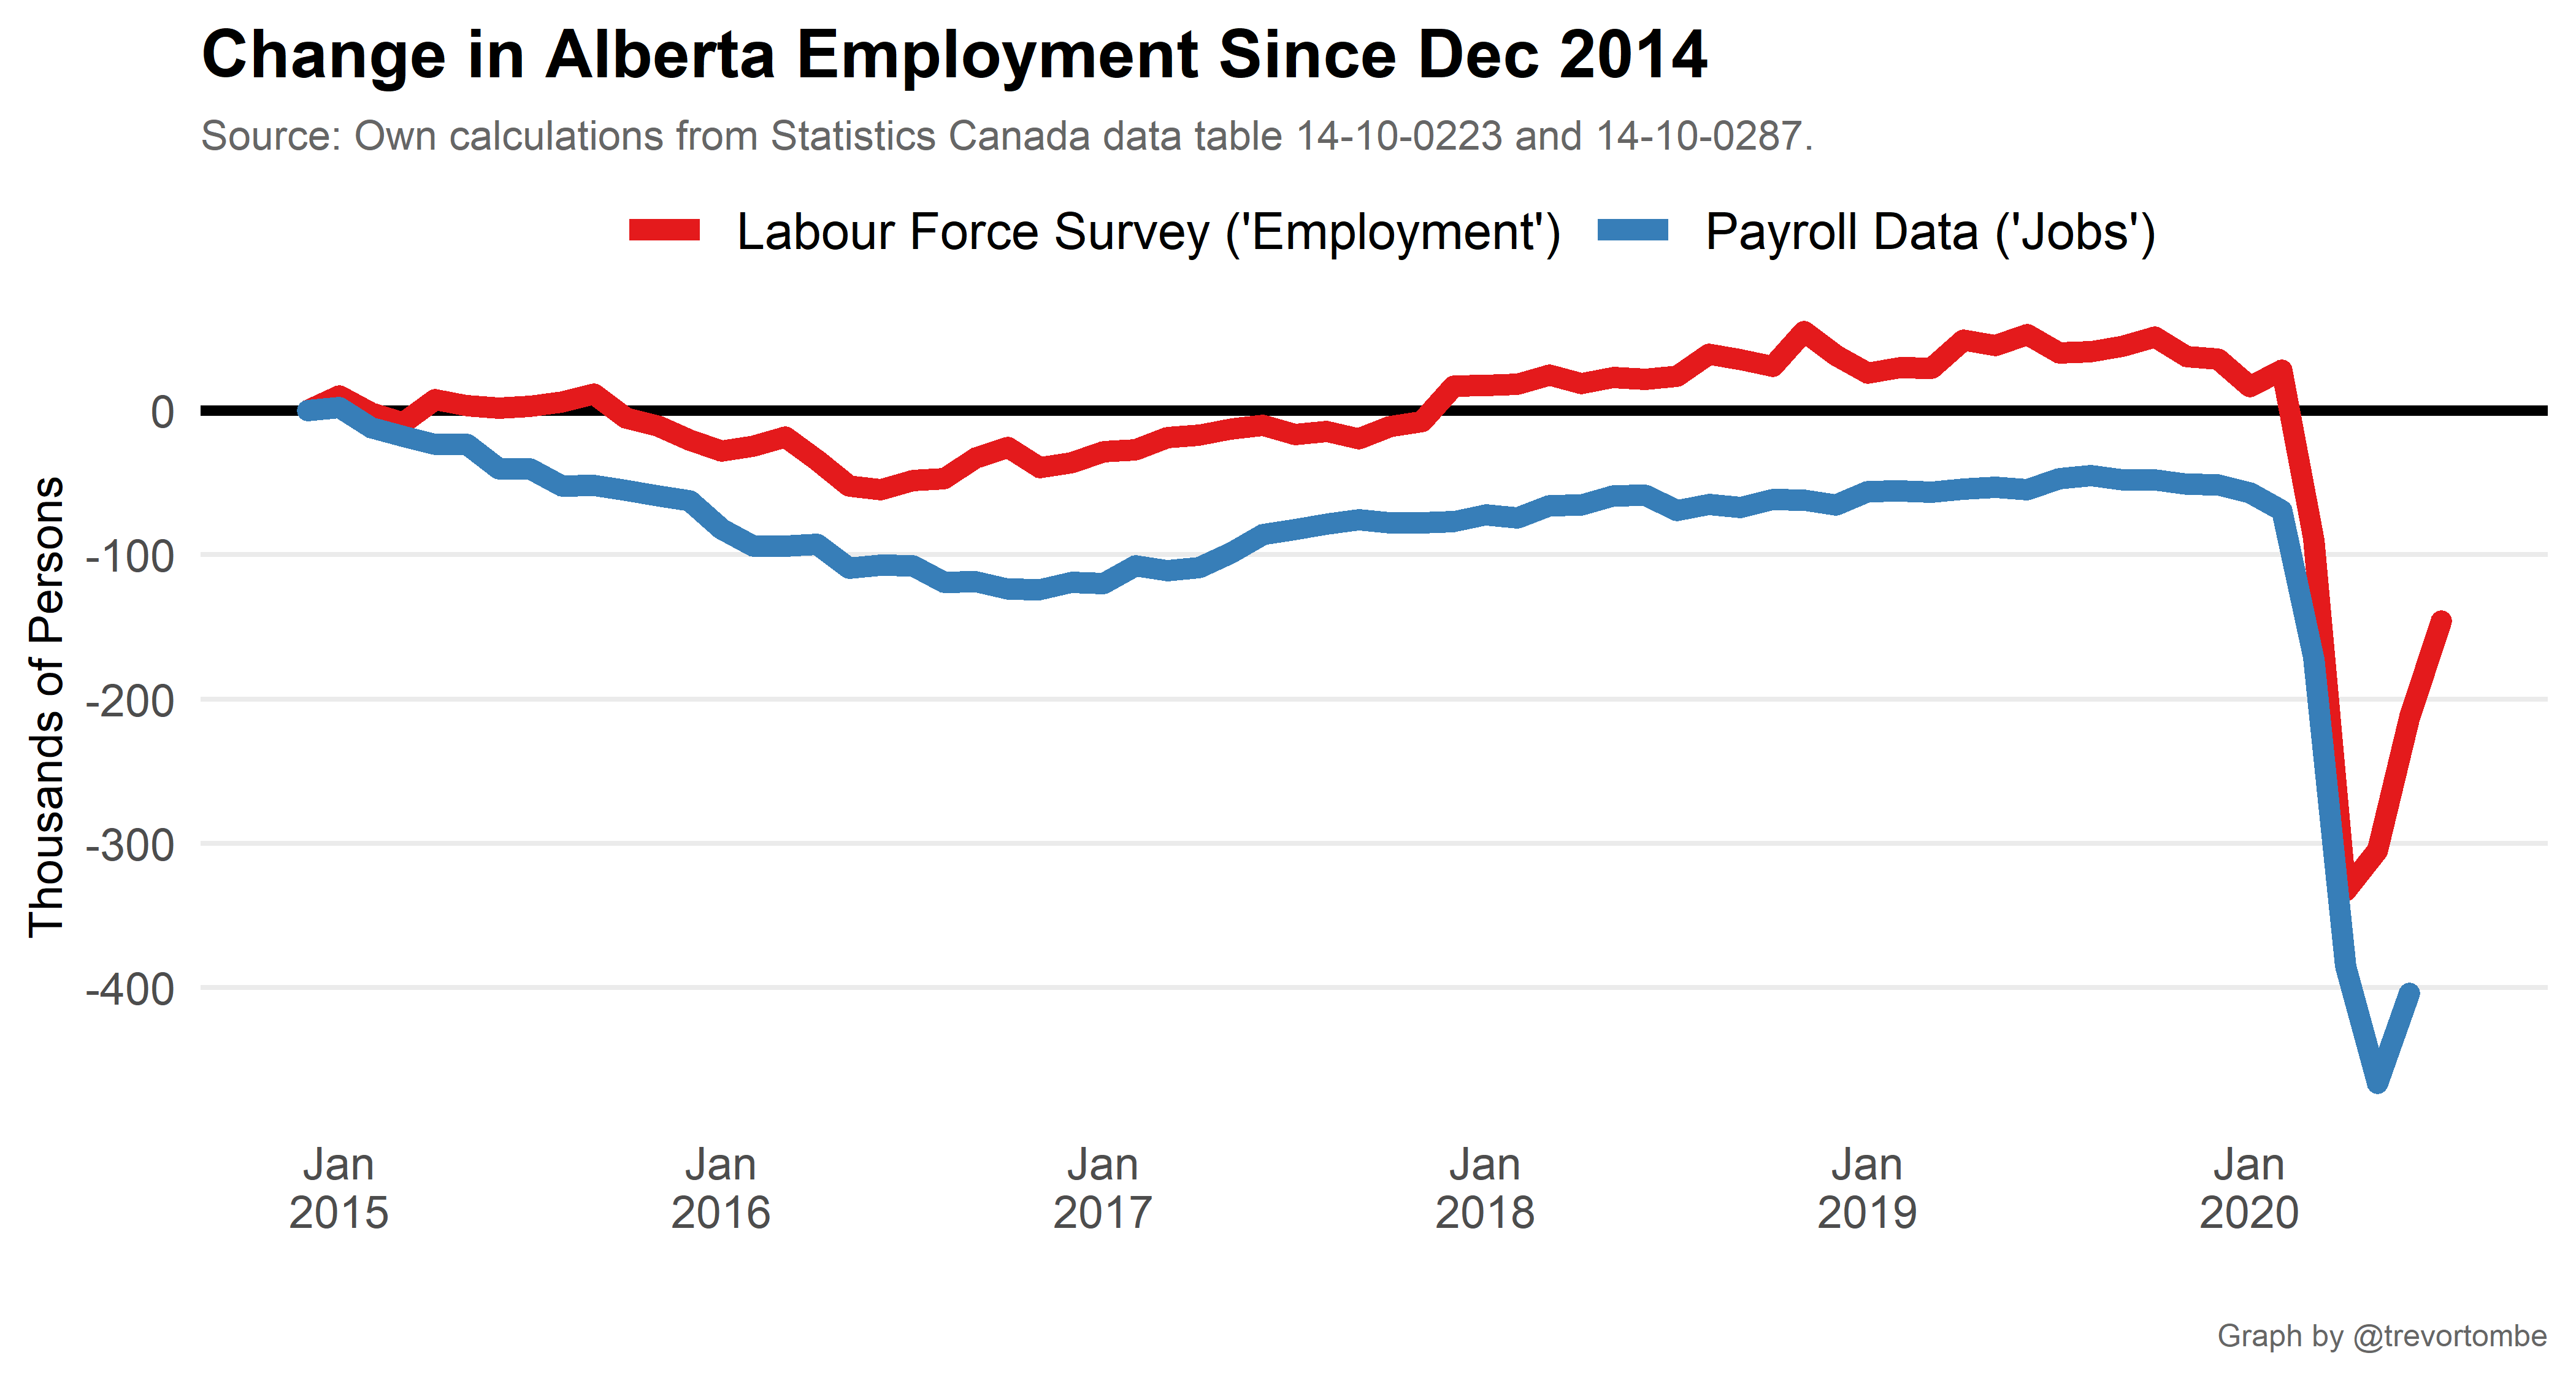 Change in Alberta Employment Since Dec 2014
Source: Own calculations from Statistics Canada data table 14-10-0223 and 14-10-0287.
Labour Force Survey ('Employment') Payroll Data ('Jobs')
Thousands of Persons
0
-100
-200
-300
-400
Jan Jan Jan Jan Jan Jan
2015 2016 2017 2018 2019 2020
Graph by @trevortombe